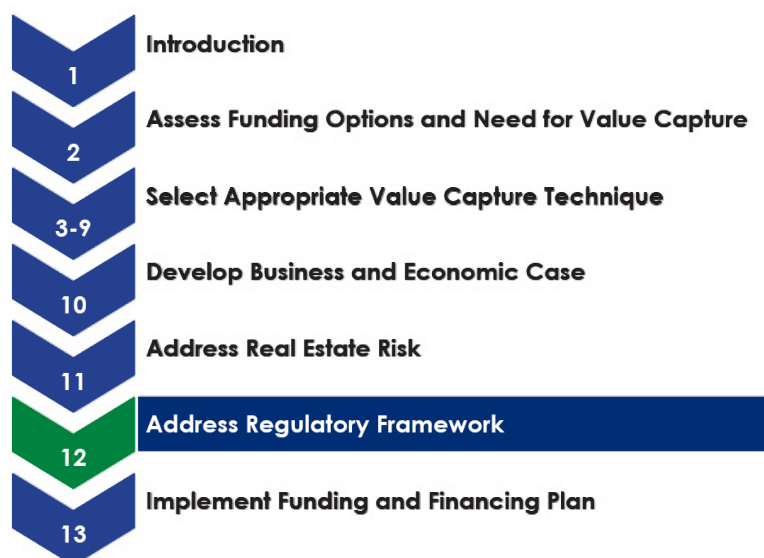 Introduction
1
Assess Funding Options and Need for Value Capture
2
Select Appropriate Value Capture Technique
3-9
Develop Business and Economic Case
10
Address Real Estate Risk
11
Address Regulatory Framework
12
Implement Funding and Financing Plan
13